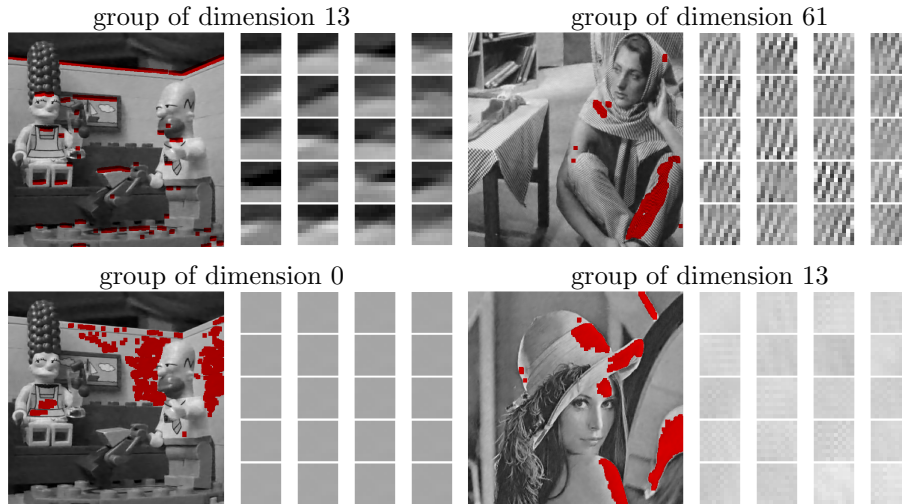 group of dimension 13
group of dimension 61
group of dimension 0
group of dimension 13